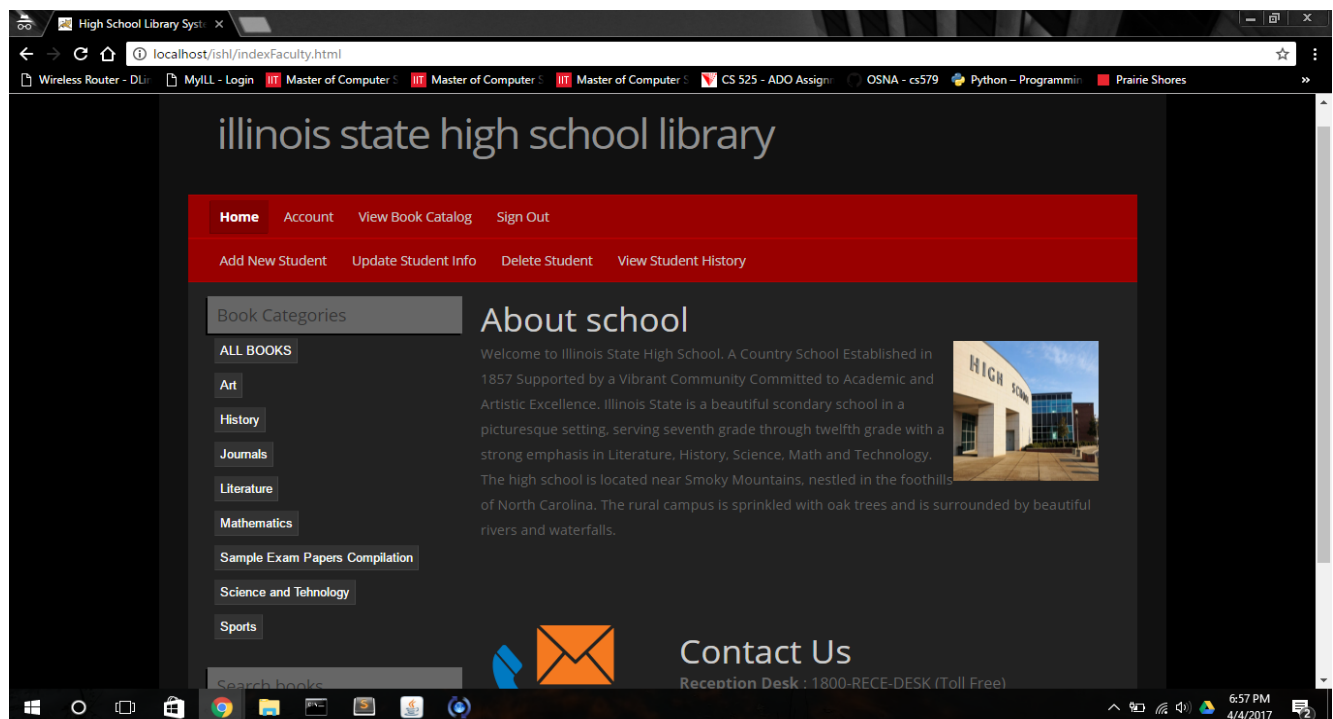 High School Library Syste
localhost/ishl/indexFaculty.html
Wireless Router - DLin MyILL - Login IIT Master of Computer S IIT Master of Computer S IIT Master of Computer S CS 525 - ADO Assignm OSNA - cs579 Python – Programmin Prairie Shores »
illinois state high school library
Home Account View Book Catalog Sign Out
Add New Student Update Student Info Delete Student View Student History
Book Categories
ALL BOOKS
Art
History
Journals
Literature
Mathematics
Sample Exam Papers Compilation
Science and Tehnology
Sports
Search books
About school
Welcome to Illinois State High School. A Country School Established in
1857 Supported by a Vibrant Community Committed to Academic and
Artistic Excellence. Illinois State is a beautiful scondary school in a
picturesque setting, serving seventh grade through twelfth grade with a
strong emphasis in Literature, History, Science, Math and Technology.
The high school is located near Smoky Mountains, nestled in the foothills
of North Carolina. The rural campus is sprinkled with oak trees and is surrounded by beautiful
rivers and waterfalls.
HIGH SCHOOL
Contact Us
Reception Desk : 1800-RECE-DESK (Toll Free)
6:57 PM
4/4/2017
2